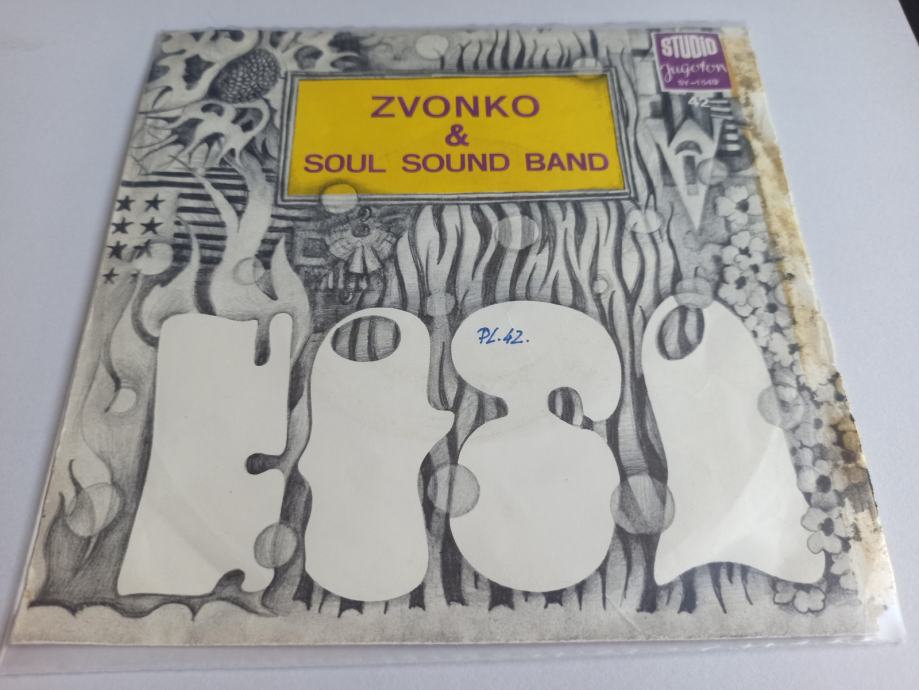 STUDIO
Jugoton
SY-1549
42
ZVONKO
&
SOUL SOUND BAND
PL.42.